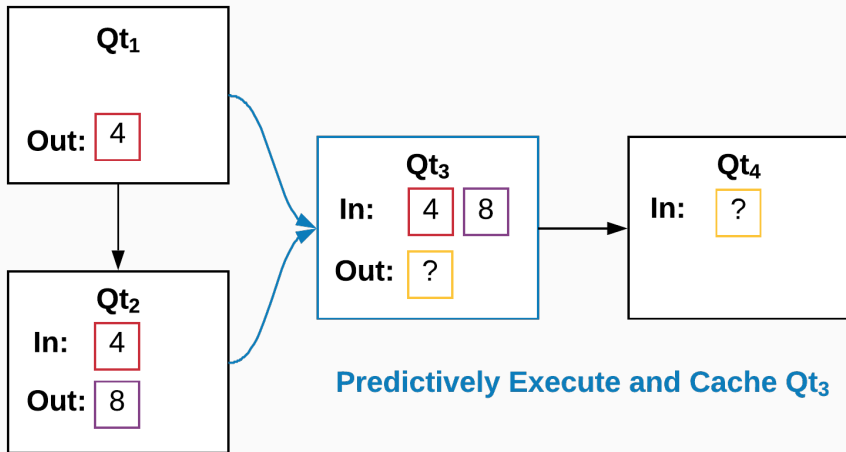 Qt₁
Out: 4
Qt₂
In: 4
Out: 8
Qt₃
In: 4 8
Out: ?
Qt₄
In: ?
Predictively Execute and Cache Qt₃